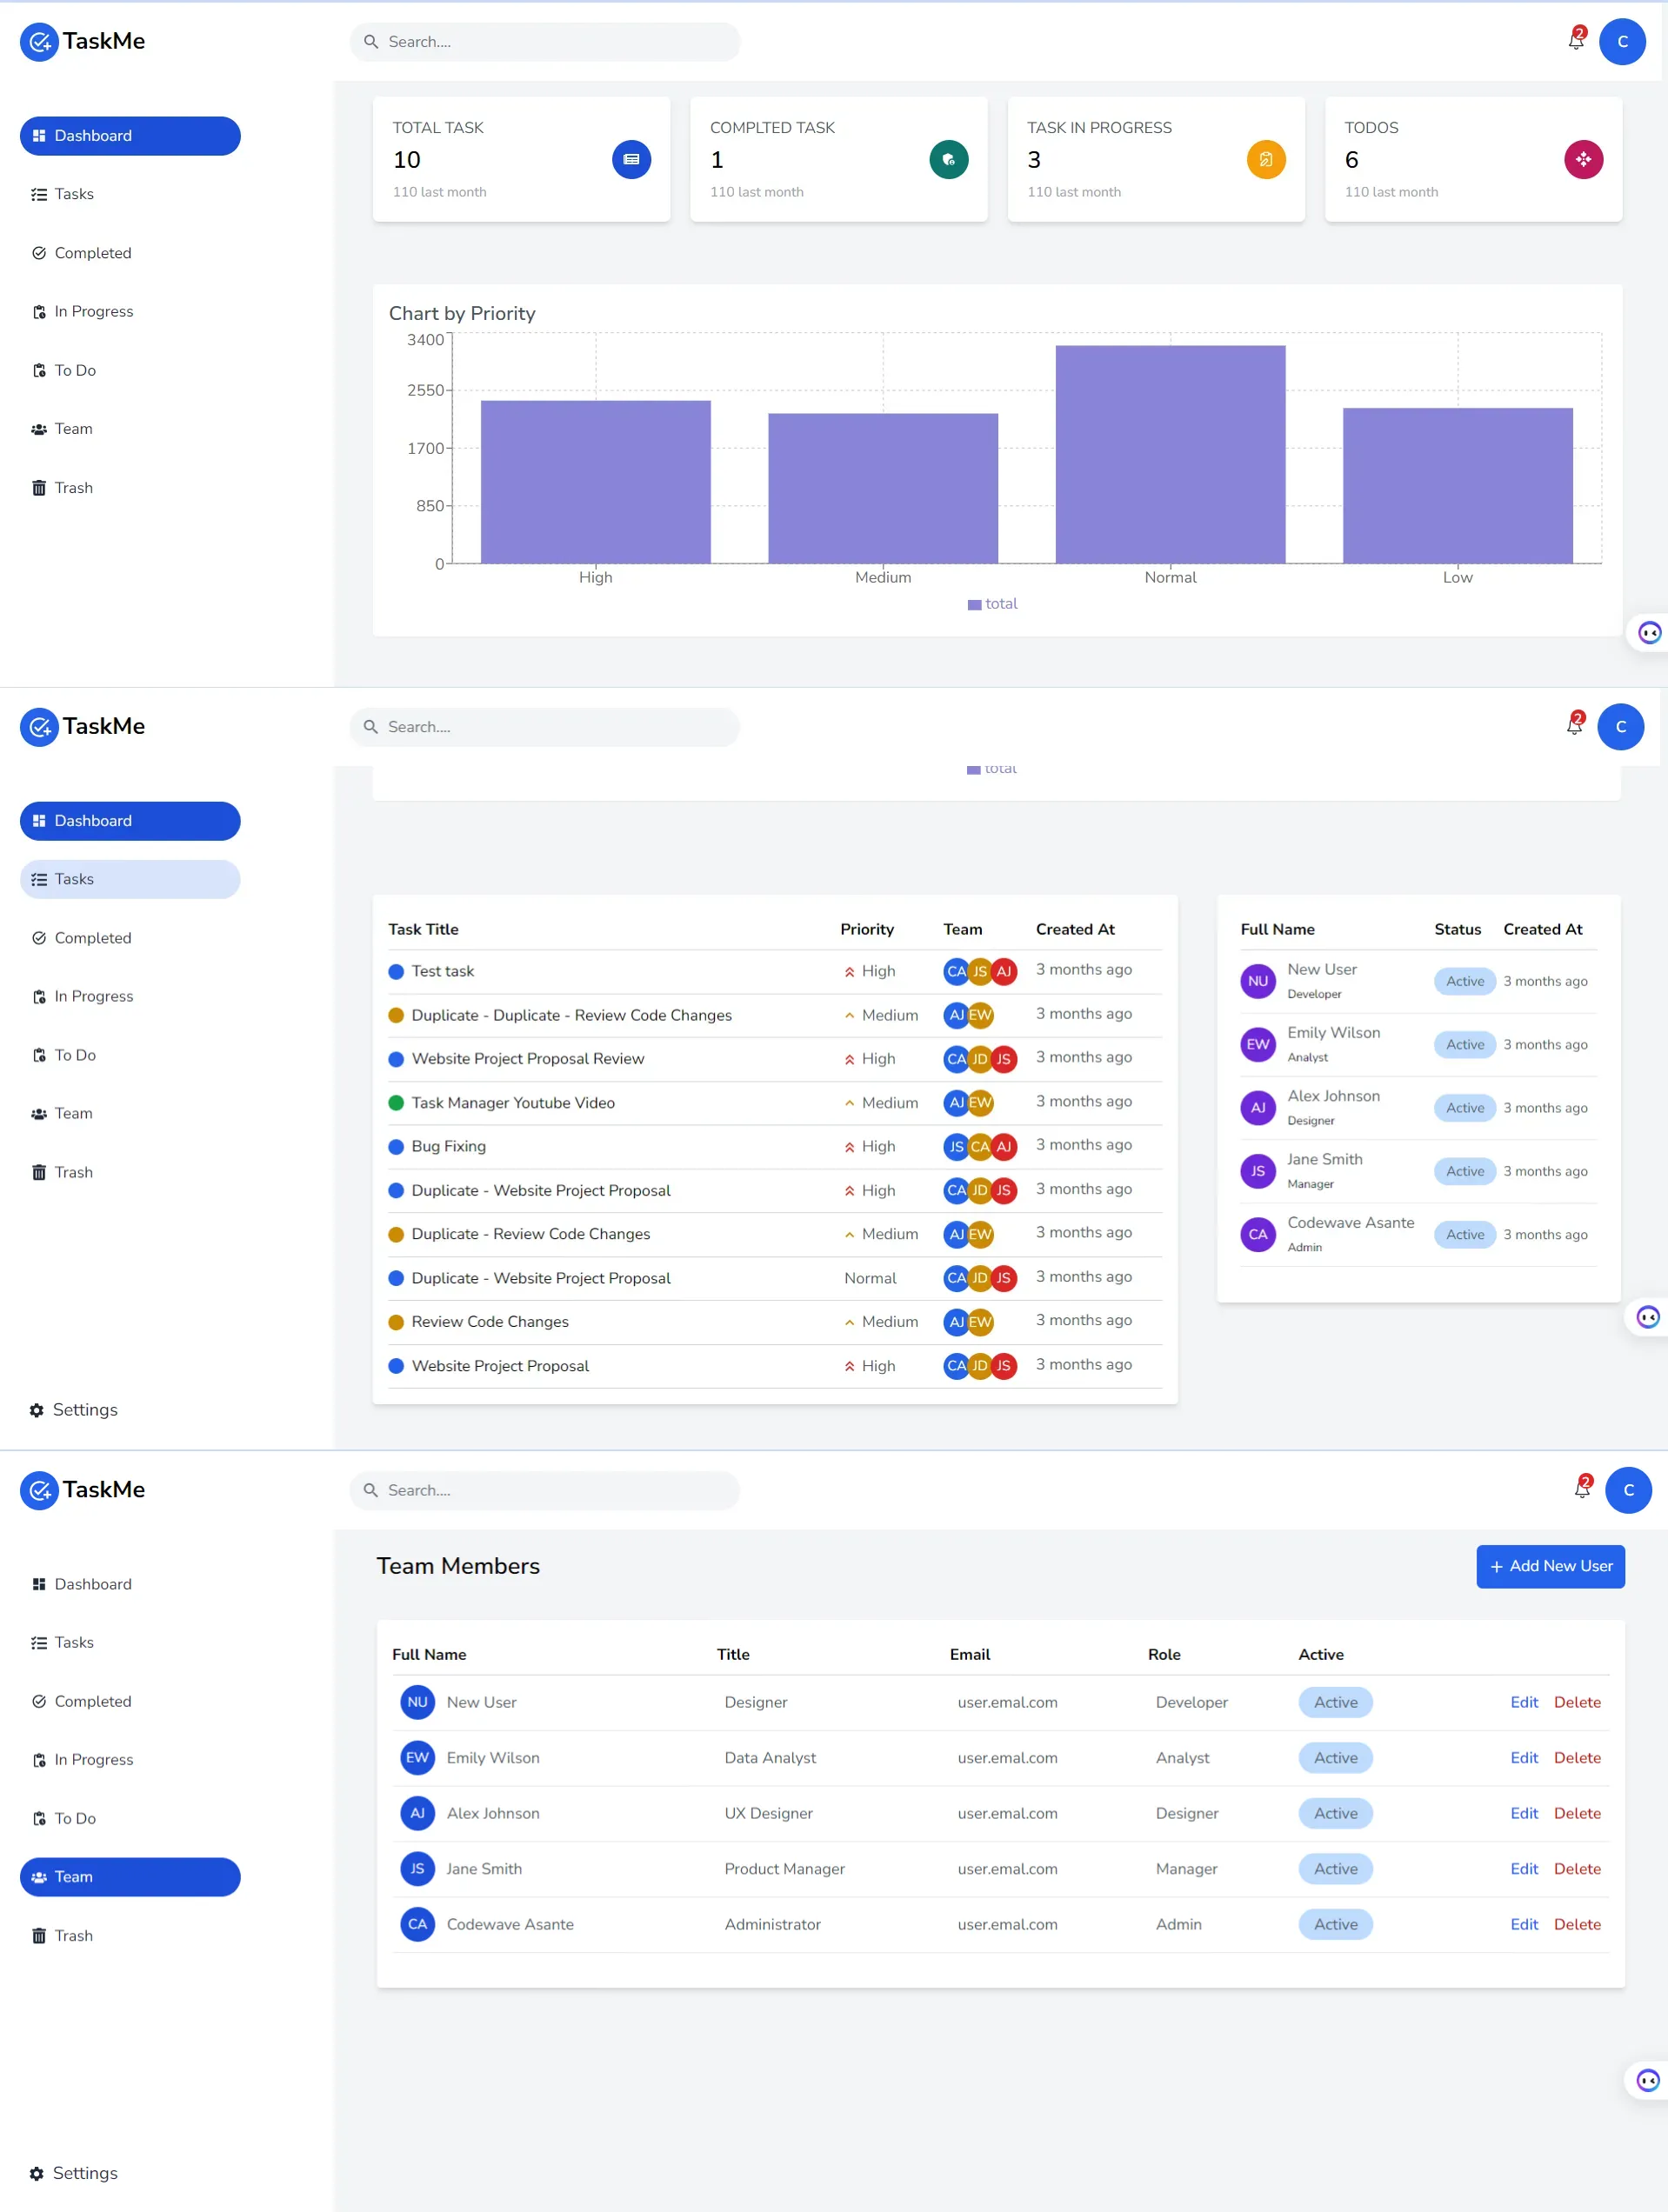 TaskMe
Search....
2
C
Dashboard
Tasks
Completed
In Progress
To Do
Team
Trash
TOTAL TASK
10
110 last month
COMPLTED TASK
1
110 last month
TASK IN PROGRESS
3
110 last month
TODOS
6
110 last month
Chart by Priority
3400
2550
1700
850
0
High Medium Normal Low
total
TaskMe
Search....
2
C
Dashboard
Tasks
Completed
In Progress
To Do
Team
Trash
Settings
total
Task Title Priority Team Created At
Test task High CA JS AJ 3 months ago
Duplicate - Duplicate - Review Code Changes Medium AJ EW 3 months ago
Website Project Proposal Review High CA JD JS 3 months ago
Task Manager Youtube Video Medium AJ EW 3 months ago
Bug Fixing High JS CA AJ 3 months ago
Duplicate - Website Project Proposal High CA JD JS 3 months ago
Duplicate - Review Code Changes Medium AJ EW 3 months ago
Duplicate - Website Project Proposal Normal CA JD JS 3 months ago
Review Code Changes Medium AJ EW 3 months ago
Website Project Proposal High CA JD JS 3 months ago
Full Name Status Created At
NU New User Active 3 months ago
Developer
EW Emily Wilson Active 3 months ago
Analyst
AJ Alex Johnson Active 3 months ago
Designer
JS Jane Smith Active 3 months ago
Manager
CA Codewave Asante Active 3 months ago
Admin
TaskMe
Search....
2
C
Dashboard
Tasks
Completed
In Progress
To Do
Team
Trash
Settings
Team Members
+ Add New User
Full Name Title Email Role Active
NU New User Designer user.emal.com Developer Active Edit Delete
EW Emily Wilson Data Analyst user.emal.com Analyst Active Edit Delete
AJ Alex Johnson UX Designer user.emal.com Designer Active Edit Delete
JS Jane Smith Product Manager user.emal.com Manager Active Edit Delete
CA Codewave Asante Administrator user.emal.com Admin Active Edit Delete